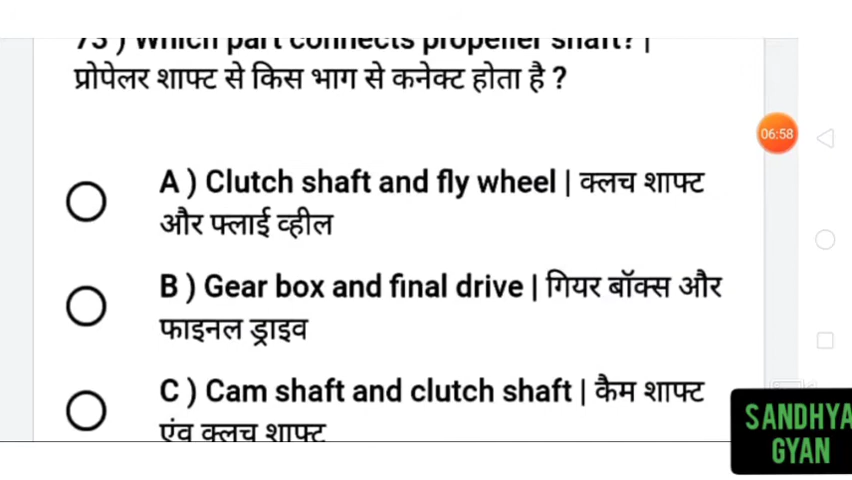 73 ) Which part connects propeller shaft? |
प्रोपेलर शाफ्ट से किस भाग से कनेक्ट होता है ?
06:58
A ) Clutch shaft and fly wheel | क्लच शाफ्ट
और फ्लाई व्हील
B ) Gear box and final drive | गियर बॉक्स और
फाइनल ड्राइव
C ) Cam shaft and clutch shaft | कैम शाफ्ट
एंव क्लच शाफ्ट
SANDHYA
GYAN